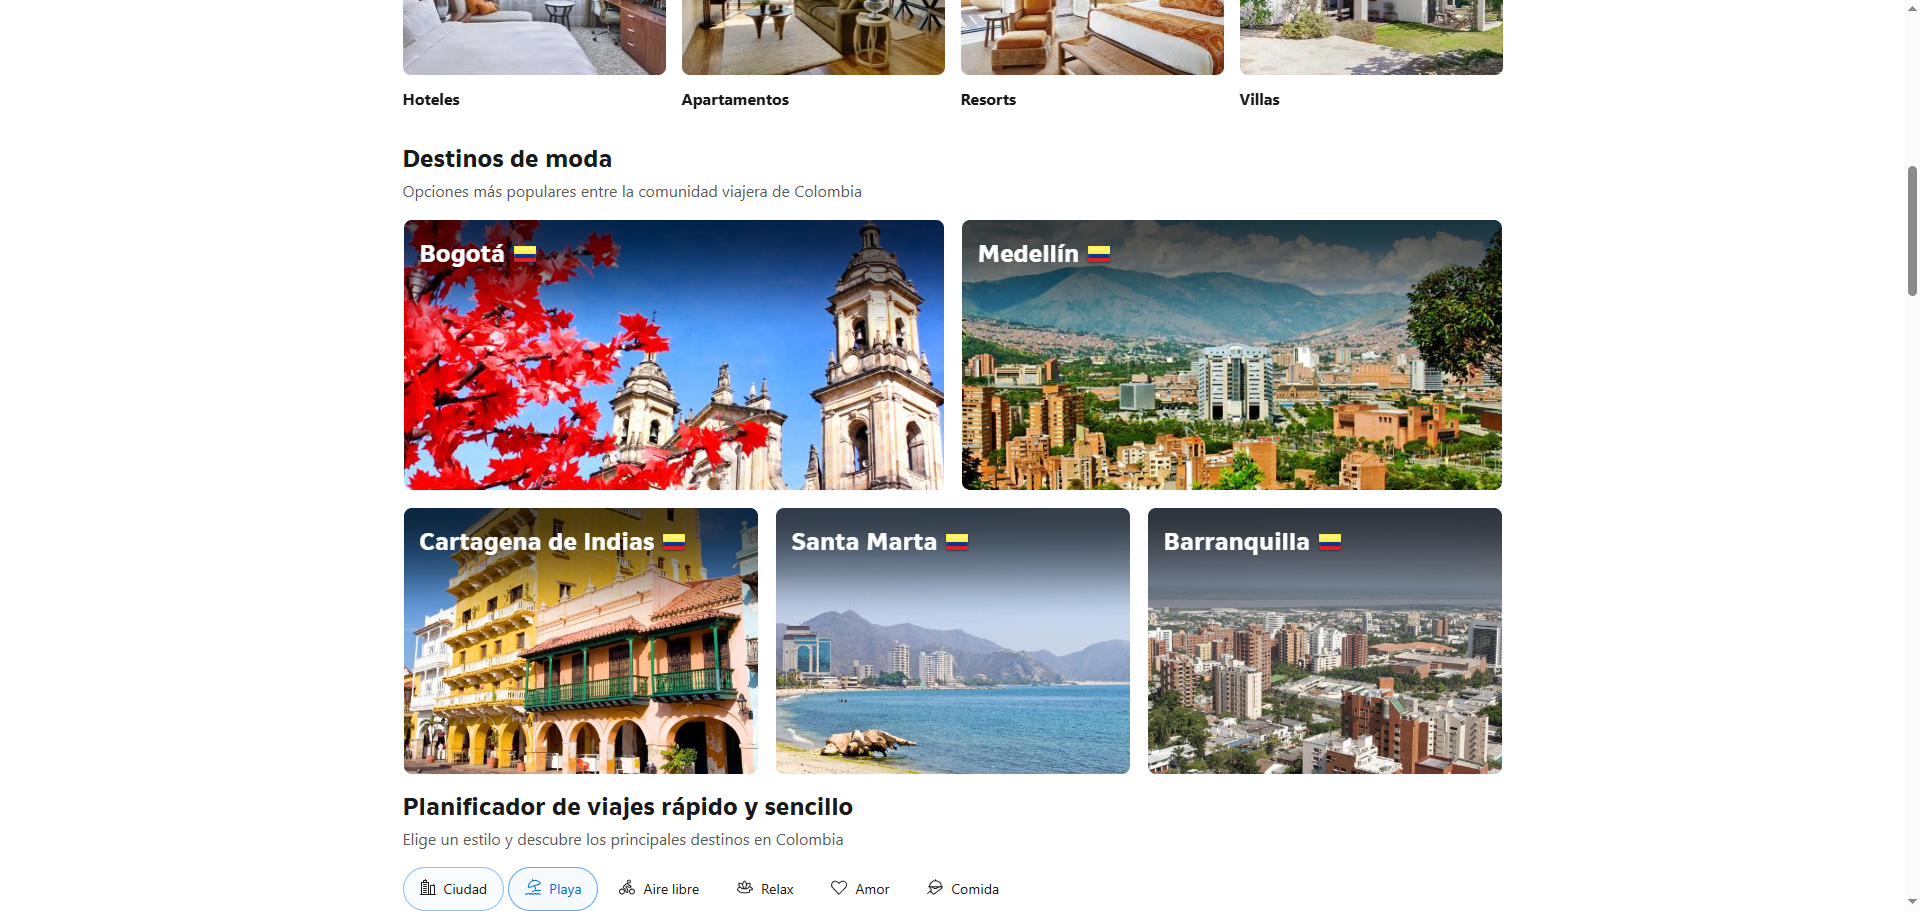 Hoteles
Apartamentos
Resorts
Villas
Destinos de moda
Opciones más populares entre la comunidad viajera de Colombia
Bogotá
Medellín
Cartagena de Indias
Santa Marta
Barranquilla
Planificador de viajes rápido y sencillo
Elige un estilo y descubre los principales destinos en Colombia
Ciudad
Playa
Aire libre
Relax
Amor
Comida